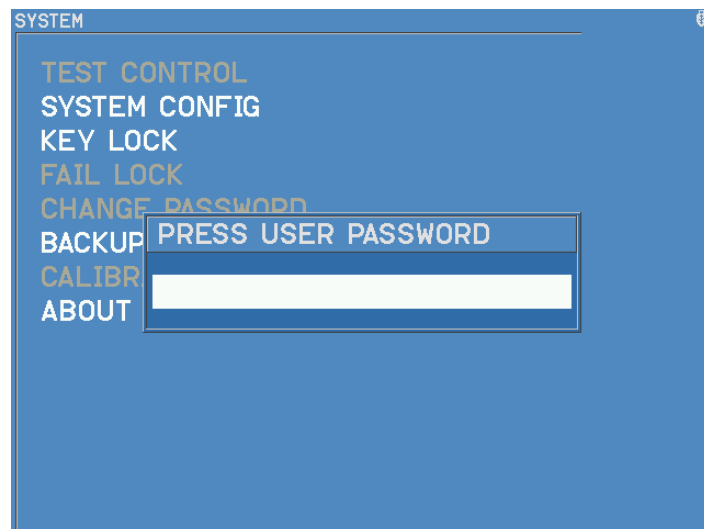 SYSTEM
TEST CONTROL
SYSTEM CONFIG
KEY LOCK
FAIL LOCK
CHANGE PASSWORD
BACKUP
PRESS USER PASSWORD
CALIBR
ABOUT